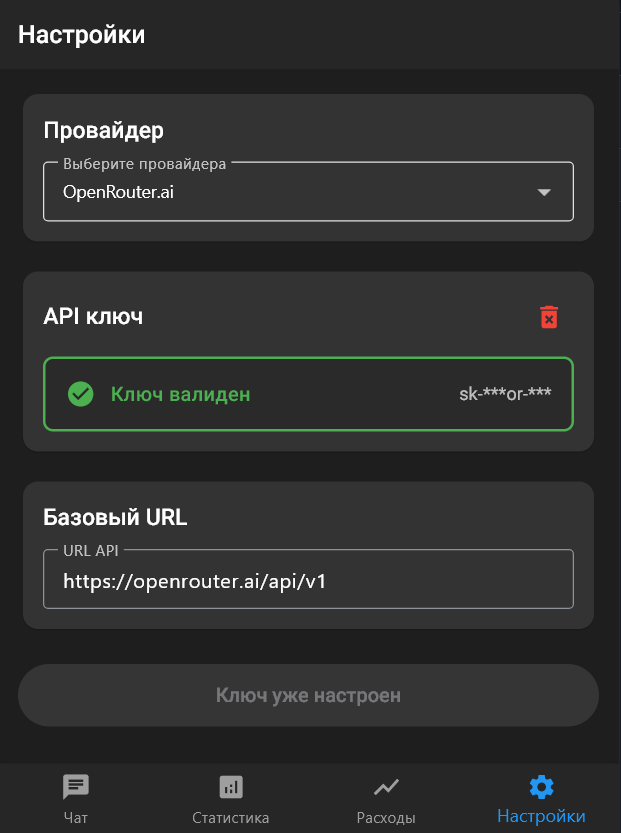 Настройки
Провайдер
Выберите провайдера
OpenRouter.ai
API ключ
Ключ валиден
sk-***or-***
Базовый URL
URL API
https://openrouter.ai/api/v1
Ключ уже настроен
Чат
Статистика
Расходы
Настройки